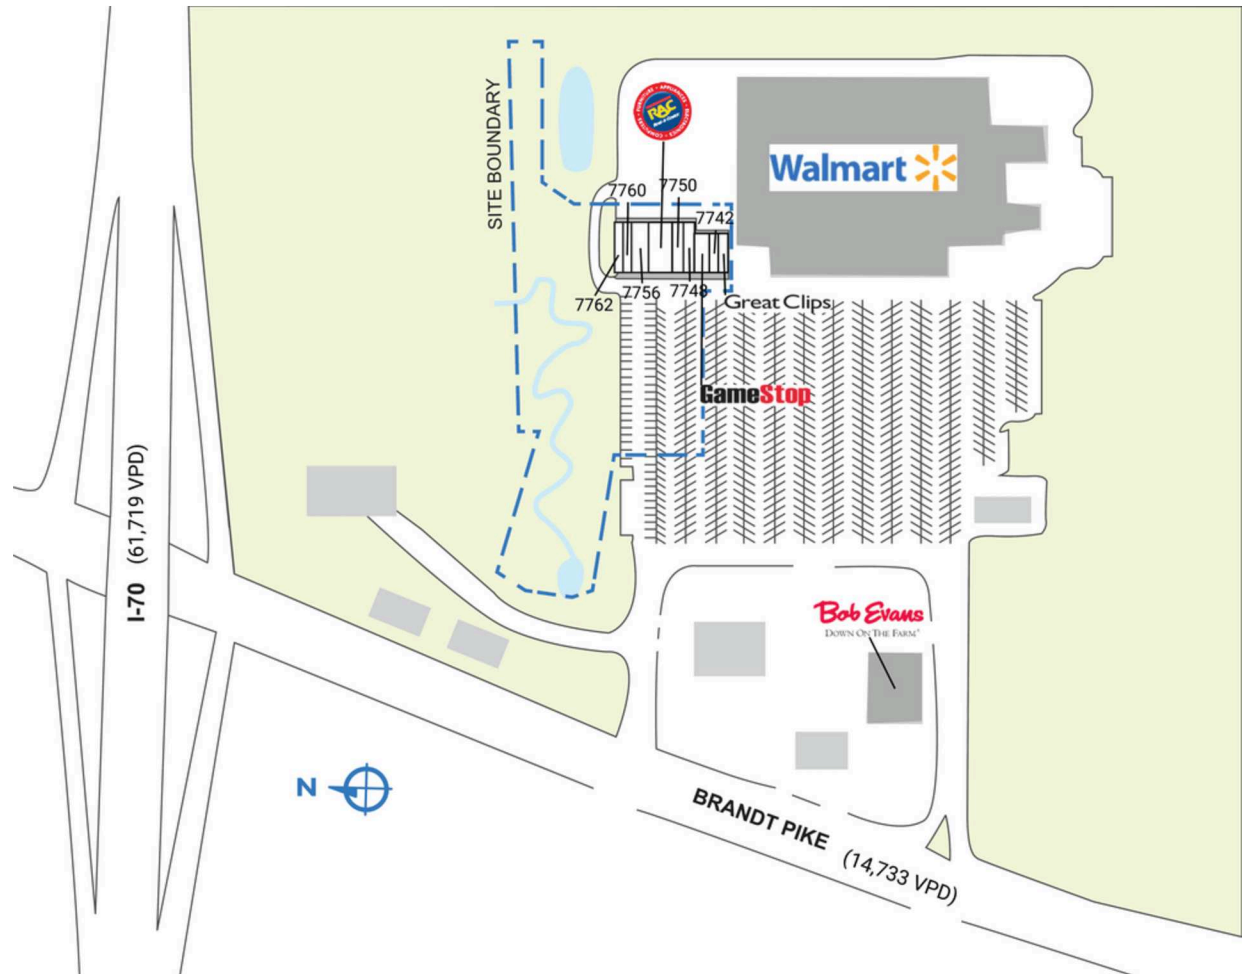 SITE BOUNDARY
RAC
Walmart
7760
7750
7742
7762
7756
7748
Great Clips
GameStop
I-70 (61,719 VPD)
Bob Evans
DOWN ON THE FARM
N
BRANDT PIKE (14,733 VPD)